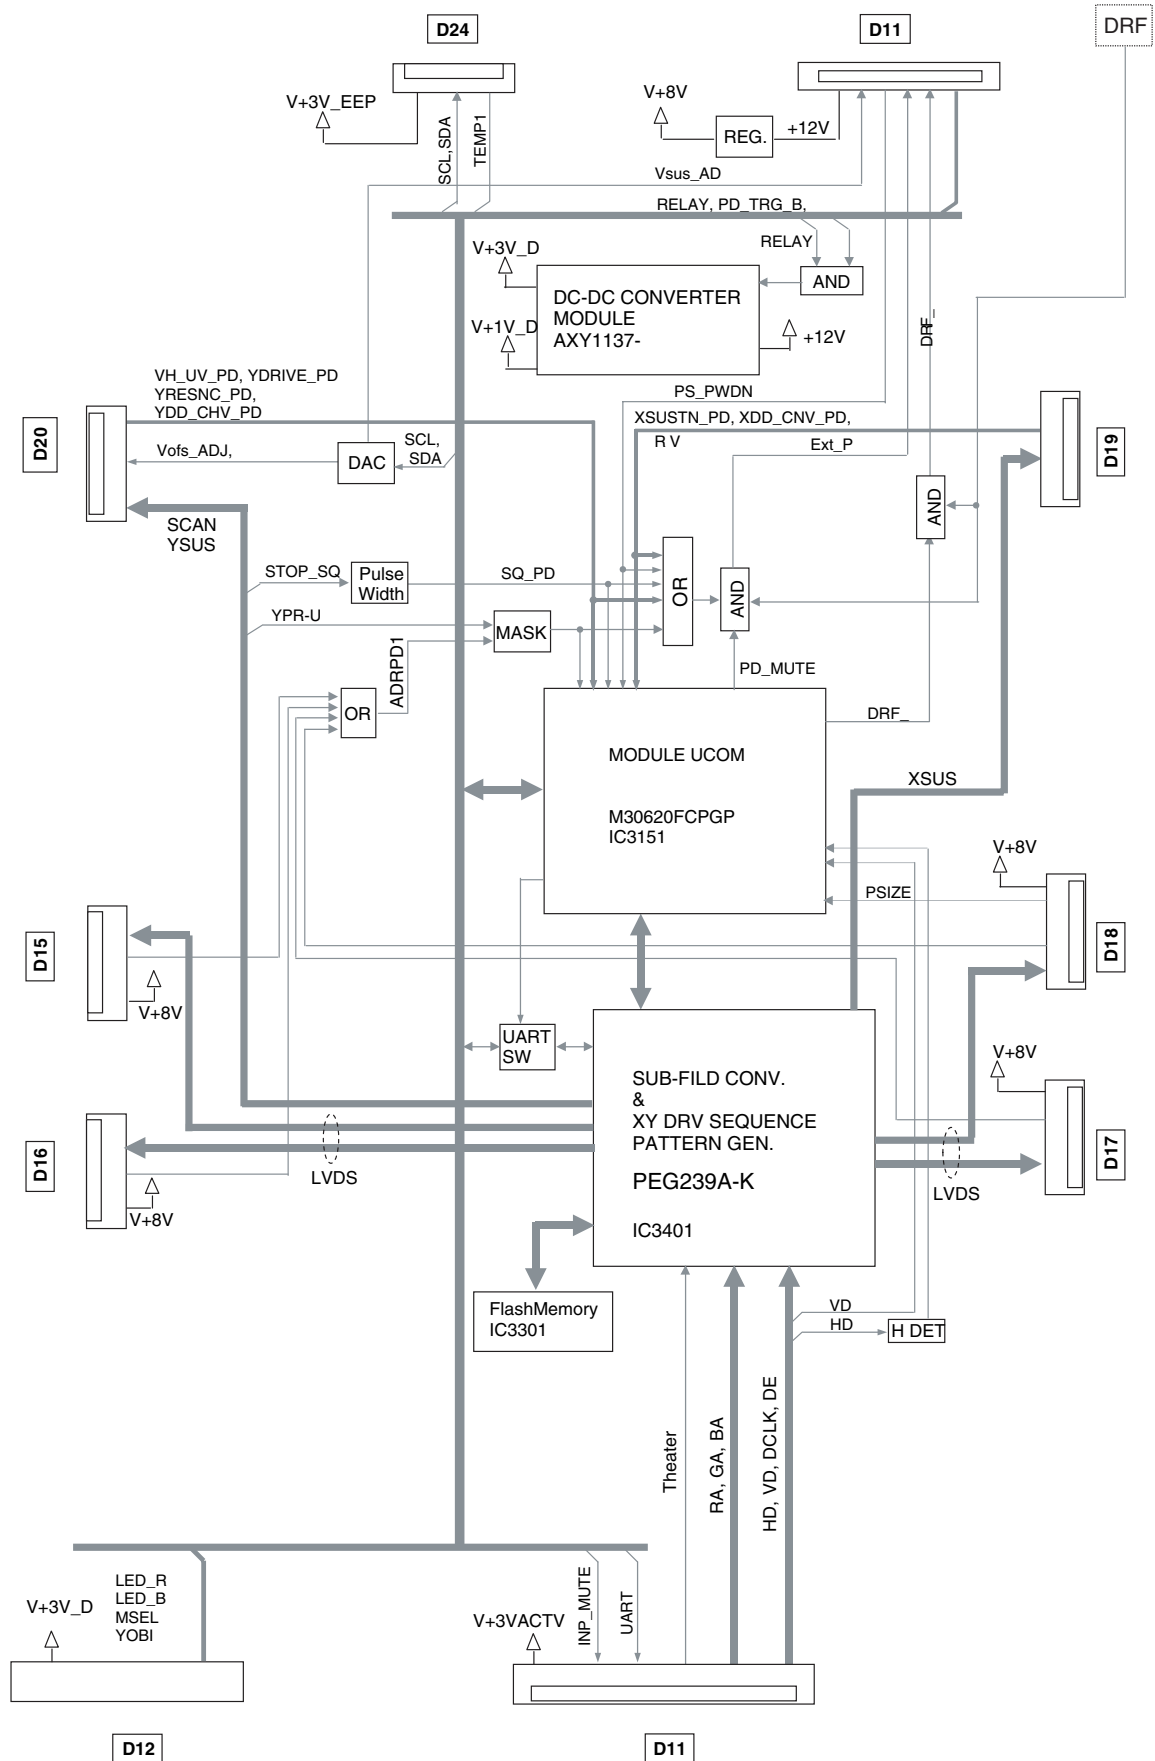 D24
D11
DRF
V+3V_EEP
V+8V
REG.
+12V
SCL,SDA
TEMP1
Vsus_AD
RELAY, PD_TRG_B,
RELAY
V+3V_D
AND
DC-DC CONVERTER
MODULE
AXY1137-
V+1V_D
+12V
DRF_
VH_UV_PD, YDRIVE_PD
YRESNC_PD,
YDD_CHV_PD
PS_PWDN
XSUSTN_PD, XDD_CNV_PD,
R V
Ext_P
D20
D19
Vofs_ADJ,
DAC
SCL,
SDA
AND
SCAN
YSUS
STOP_SQ
Pulse
Width
SQ_PD
OR
AND
YPR-U
MASK
ADRPD1
PD_MUTE
OR
DRF_
MODULE UCOM
M30620FCPGP
IC3151
XSUS
V+8V
PSIZE
D15
D18
V+8V
UART
SW
SUB-FILD CONV.
&
XY DRV SEQUENCE
PATTERN GEN.
PEG239A-K
IC3401
V+8V
D16
D17
LVDS
LVDS
V+8V
FlashMemory
IC3301
VD
HD
H DET
Theater
RA, GA, BA
HD, VD, DCLK, DE
LED_R
LED_B
MSEL
YOBI
V+3V_D
INP_MUTE
UART
V+3VACTV
D12
D11